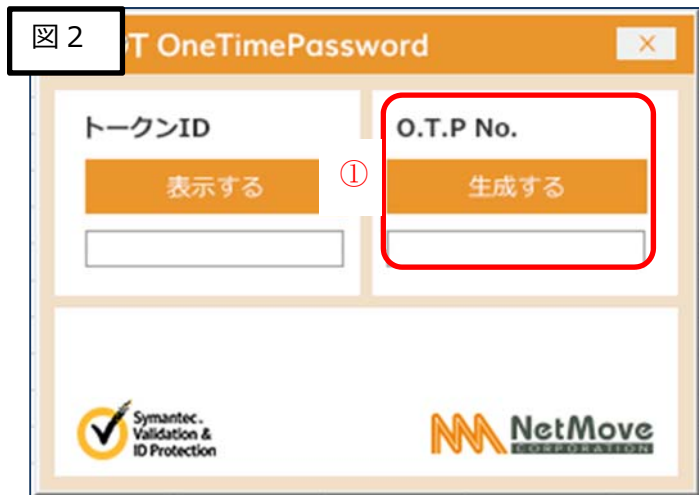 図２
T OneTimePassword
×
トークンID
O.T.P No.
表示する
①
生成する
Symantec.
Validation &
ID Protection
NetMove
CORPORATION